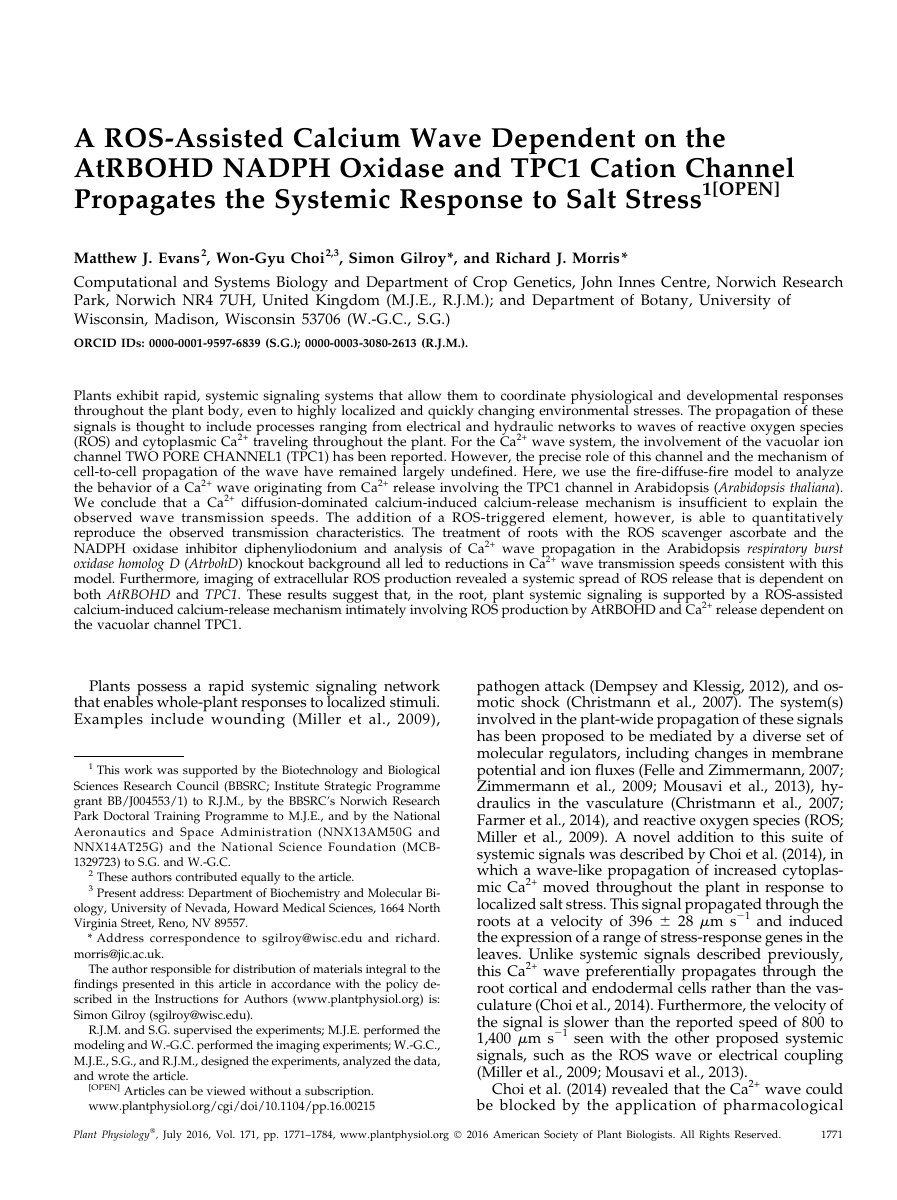 A ROS-Assisted Calcium Wave Dependent on the
AtRBOHD NADPH Oxidase and TPC1 Cation Channel
Propagates the Systemic Response to Salt Stress1[OPEN]
Matthew J. Evans2, Won-Gyu Choi2,3, Simon Gilroy*, and Richard J. Morris*
Computational and Systems Biology and Department of Crop Genetics, John Innes Centre, Norwich Research
Park, Norwich NR4 7UH, United Kingdom (M.J.E., R.J.M.); and Department of Botany, University of
Wisconsin, Madison, Wisconsin 53706 (W.-G.C., S.G.)
ORCID IDs: 0000-0001-9597-6839 (S.G.); 0000-0003-3080-2613 (R.J.M.).
Plants exhibit rapid, systemic signaling systems that allow them to coordinate physiological and developmental responses
throughout the plant body, even to highly localized and quickly changing environmental stresses. The propagation of these
signals is thought to include processes ranging from electrical and hydraulic networks to waves of reactive oxygen species
(ROS) and cytoplasmic Ca2+ traveling throughout the plant. For the Ca2+ wave system, the involvement of the vacuolar ion
channel TWO PORE CHANNEL1 (TPC1) has been reported. However, the precise role of this channel and the mechanism of
cell-to-cell propagation of the wave have remained largely undefined. Here, we use the fire-diffuse-fire model to analyze
the behavior of a Ca2+ wave originating from Ca2+ release involving the TPC1 channel in Arabidopsis (Arabidopsis thaliana).
We conclude that a Ca2+ diffusion-dominated calcium-induced calcium-release mechanism is insufficient to explain the
observed wave transmission speeds. The addition of a ROS-triggered element, however, is able to quantitatively
reproduce the observed transmission characteristics. The treatment of roots with the ROS scavenger ascorbate and the
NADPH oxidase inhibitor diphenyliodonium and analysis of Ca2+ wave propagation in the Arabidopsis respiratory burst
oxidase homolog D (AtrbohD) knockout background all led to reductions in Ca2+ wave transmission speeds consistent with this
model. Furthermore, imaging of extracellular ROS production revealed a systemic spread of ROS release that is dependent on
both AtRBOHD and TPC1. These results suggest that, in the root, plant systemic signaling is supported by a ROS-assisted
calcium-induced calcium-release mechanism intimately involving ROS production by AtRBOHD and Ca2+ release dependent on
the vacuolar channel TPC1.
Plants possess a rapid systemic signaling network
that enables whole-plant responses to localized stimuli.
Examples include wounding (Miller et al., 2009),
1 This work was supported by the Biotechnology and Biological
Sciences Research Council (BBSRC; Institute Strategic Programme
grant BB/J004553/1) to R.J.M., by the BBSRC's Norwich Research
Park Doctoral Training Programme to M.J.E., and by the National
Aeronautics and Space Administration (NNX13AM50G and
NNX14AT25G) and the National Science Foundation (MCB-
1329723) to S.G. and W.-G.C.
2 These authors contributed equally to the article.
3 Present address: Department of Biochemistry and Molecular Bi-
ology, University of Nevada, Howard Medical Sciences, 1664 North
Virginia Street, Reno, NV 89557.
* Address correspondence to sgilroy@wisc.edu and richard.
morris@jic.ac.uk.
The author responsible for distribution of materials integral to the
findings presented in this article in accordance with the policy de-
scribed in the Instructions for Authors (www.plantphysiol.org) is:
Simon Gilroy (sgilroy@wisc.edu).
R.J.M. and S.G. supervised the experiments; M.J.E. performed the
modeling and W.-G.C. performed the imaging experiments; W.-G.C.,
M.J.E., S.G., and R.J.M., designed the experiments, analyzed the data,
and wrote the article.
[OPEN] Articles can be viewed without a subscription.
www.plantphysiol.org/cgi/doi/10.1104/pp.16.00215
pathogen attack (Dempsey and Klessig, 2012), and os-
motic shock (Christmann et al., 2007). The system(s)
involved in the plant-wide propagation of these signals
has been proposed to be mediated by a diverse set of
molecular regulators, including changes in membrane
potential and ion fluxes (Felle and Zimmermann, 2007;
Zimmermann et al., 2009; Mousavi et al., 2013), hy-
draulics in the vasculature (Christmann et al., 2007;
Farmer et al., 2014), and reactive oxygen species (ROS;
Miller et al., 2009). A novel addition to this suite of
systemic signals was described by Choi et al. (2014), in
which a wave-like propagation of increased cytoplas-
mic Ca2+ moved throughout the plant in response to
localized salt stress. This signal propagated through the
roots at a velocity of 396 ± 28 μm s−1 and induced
the expression of a range of stress-response genes in the
leaves. Unlike systemic signals described previously,
this Ca2+ wave preferentially propagates through the
root cortical and endodermal cells rather than the vas-
culature (Choi et al., 2014). Furthermore, the velocity of
the signal is slower than the reported speed of 800 to
1,400 μm s−1 seen with the other proposed systemic
signals, such as the ROS wave or electrical coupling
(Miller et al., 2009; Mousavi et al., 2013).
Choi et al. (2014) revealed that the Ca2+ wave could
be blocked by the application of pharmacological
Plant Physiology®, July 2016, Vol. 171, pp. 1771–1784, www.plantphysiol.org © 2016 American Society of Plant Biologists. All Rights Reserved. 1771